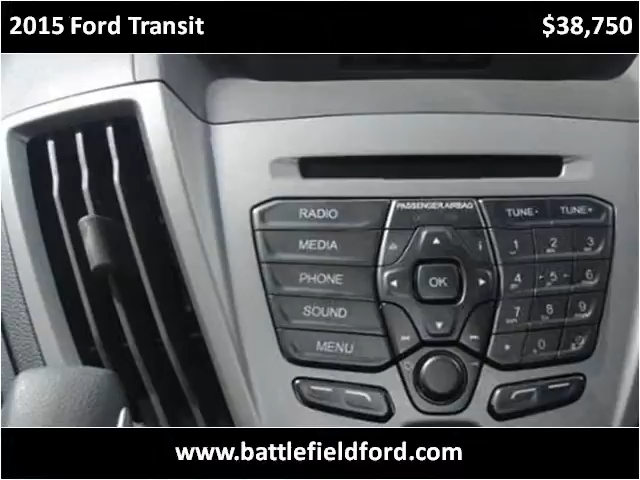 2015 Ford Transit $38,750
PASSENGER AIRBAG
RADIO TUNE- TUNE+
MEDIA 1 2 3
PHONE OK 4 5 6
SOUND 7 8 9
MENU * 0 #
www.battlefieldford.com